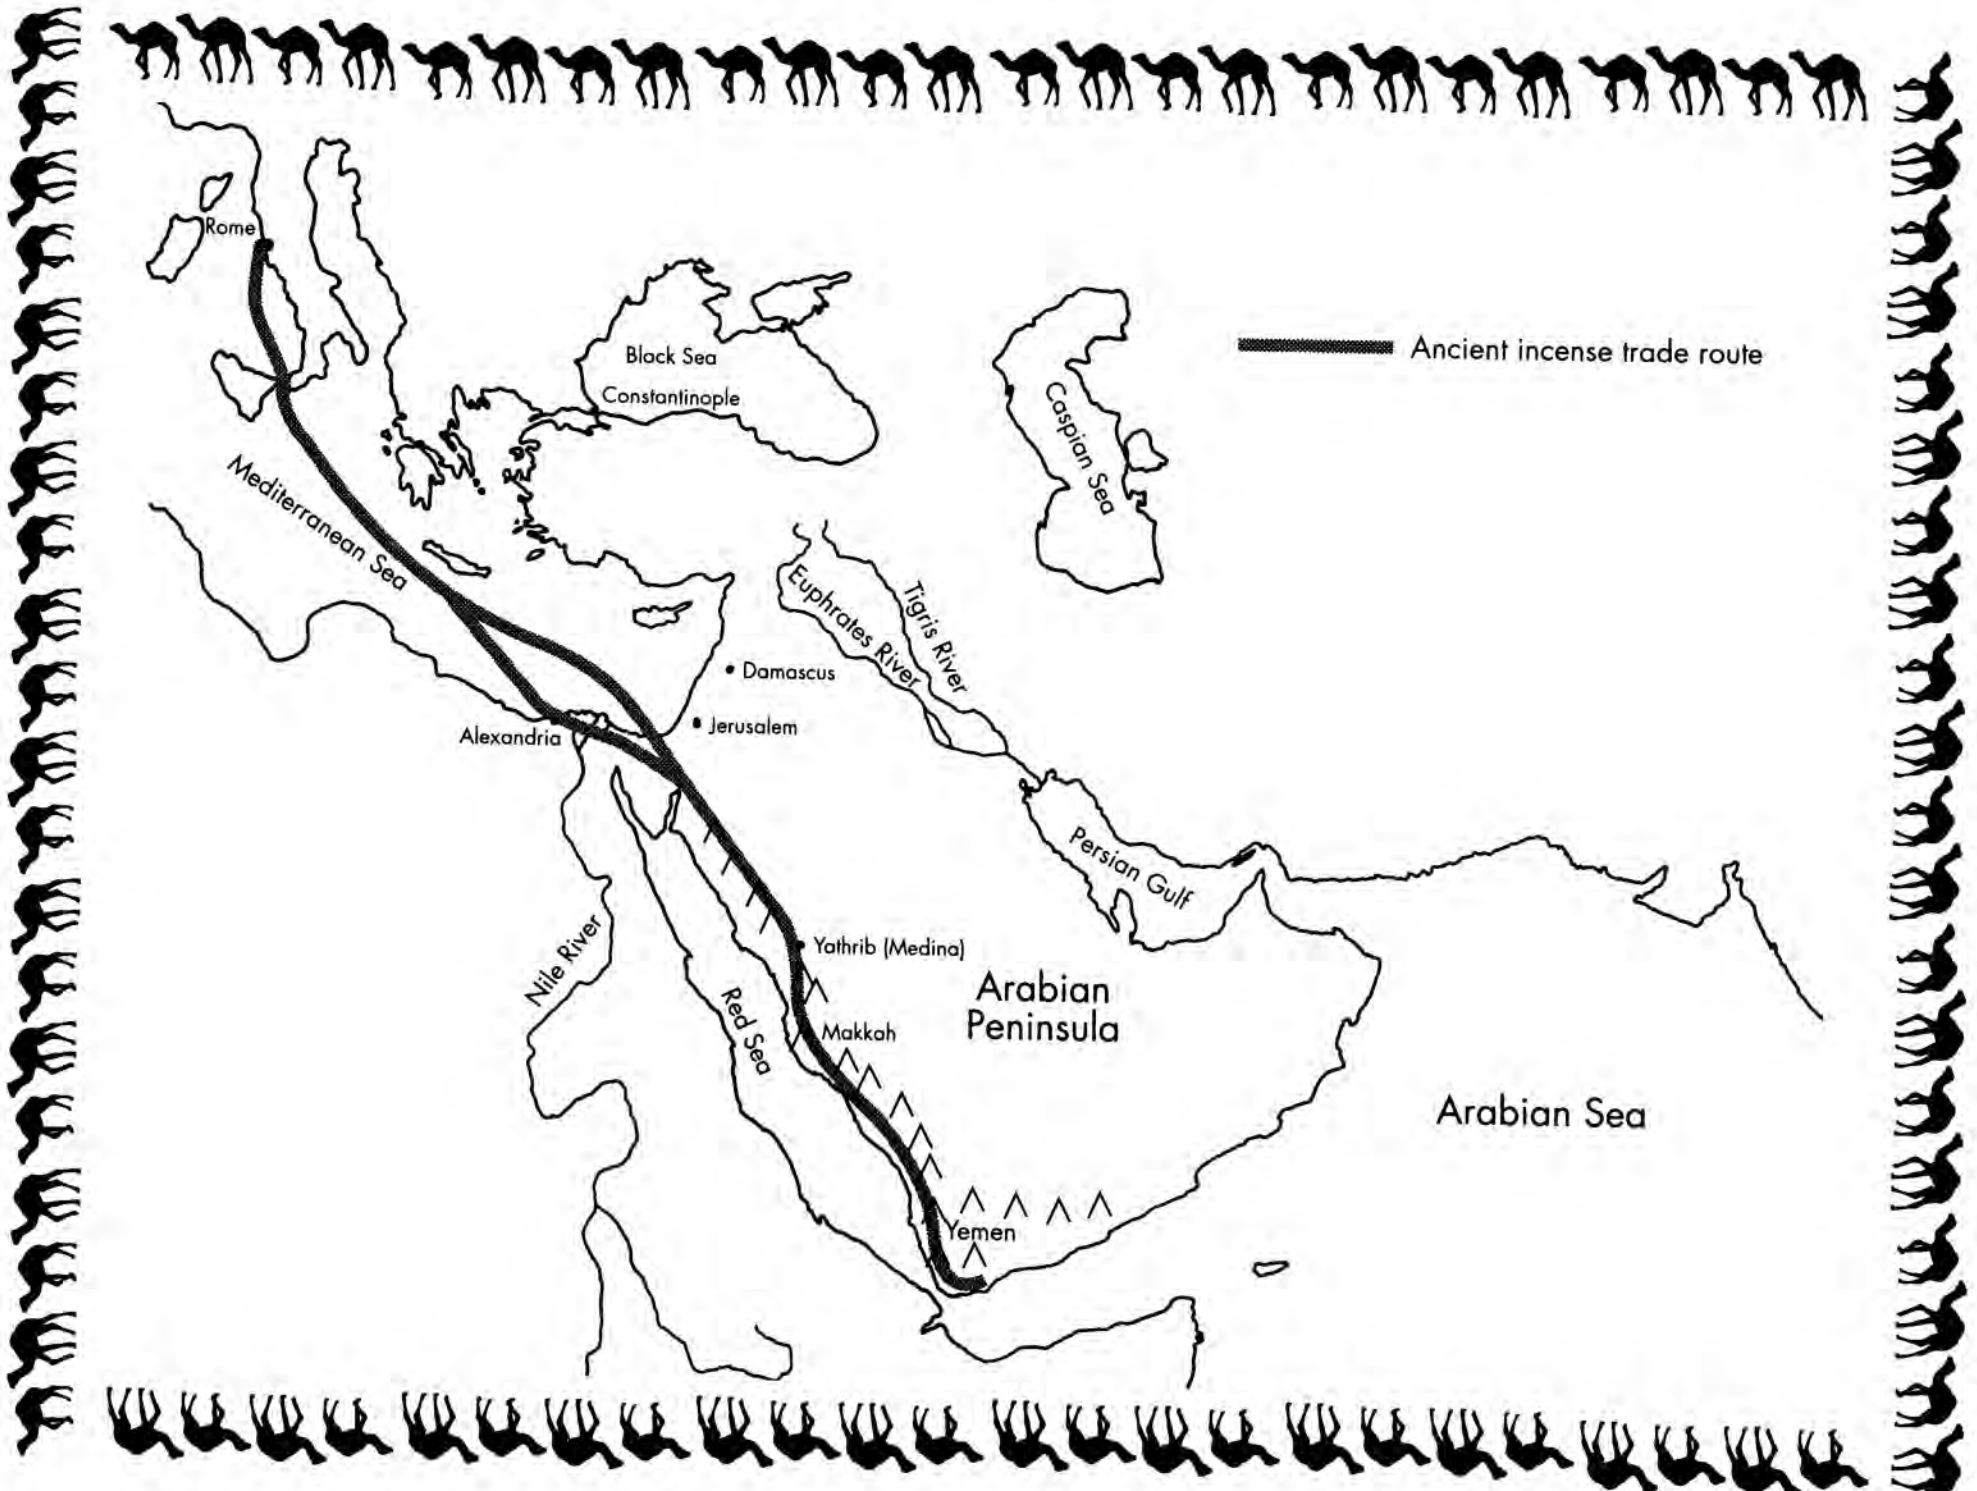 Rome
Black Sea
Constantinople
Ancient incense trade route
Caspian Sea
Mediterranean Sea
Euphrates River
Tigris River
Damascus
Jerusalem
Alexandria
Persian Gulf
Nile River
Yathrib (Medina)
Arabian
Peninsula
Red Sea
Makkah
Arabian Sea
Yemen